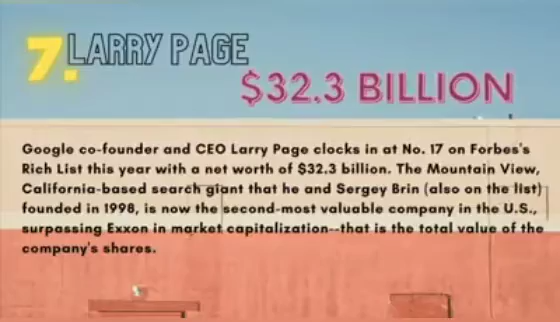 7.
LARRY PAGE
$32.3 BILLION
Google co-founder and CEO Larry Page clocks in at No. 17 on Forbes's
Rich List this year with a net worth of $32.3 billion. The Mountain View,
California-based search giant that he and Sergey Brin (also on the list)
founded in 1998, is now the second-most valuable company in the U.S.,
surpassing Exxon in market capitalization--that is the total value of the
company's shares.